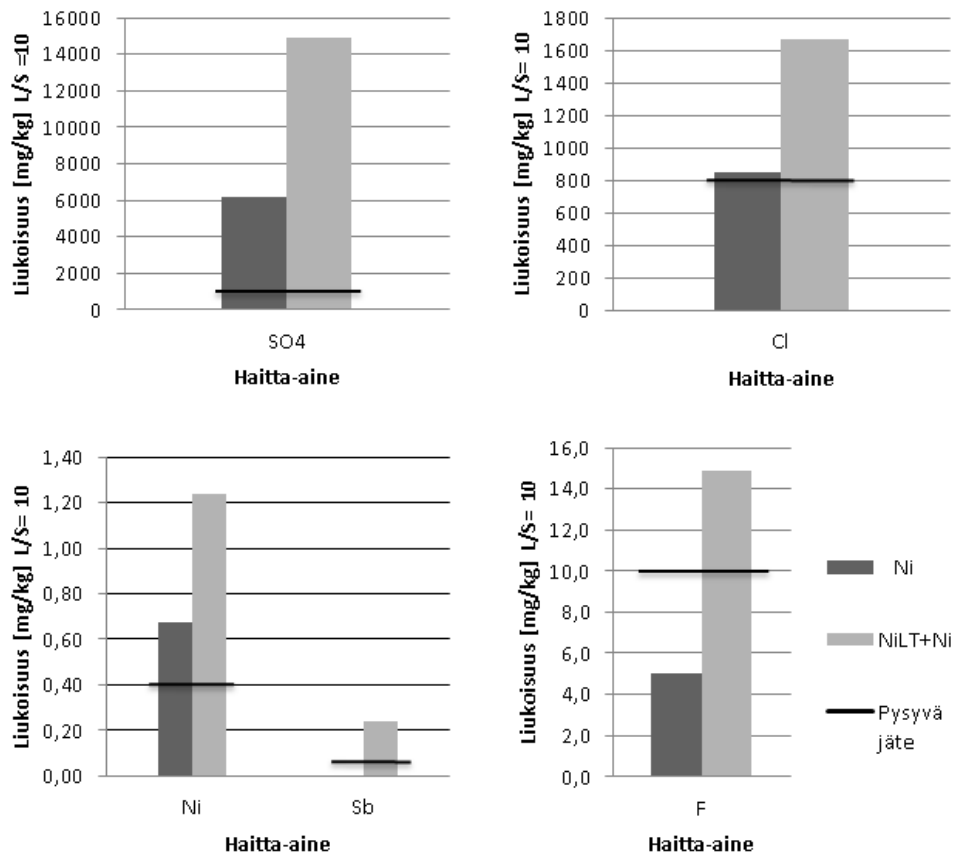 Liukoisuus [mg/kg] L/S =10
16000
14000
12000
10000
8000
6000
4000
2000
0
SO4
Haitta-aine
Liukoisuus [mg/kg] L/S= 10
1800
1600
1400
1200
1000
800
600
400
200
0
Cl
Haitta-aine
Liukoisuus [mg/kg] L/S= 10
1,40
1,20
1,00
0,80
0,60
0,40
0,20
0,00
Ni Sb
Haitta-aine
Liukoisuus [mg/kg] L/S= 10
16,0
14,0
12,0
10,0
8,0
6,0
4,0
2,0
0,0
F
Haitta-aine
Ni
NiLT+Ni
Pysyvä
jäte